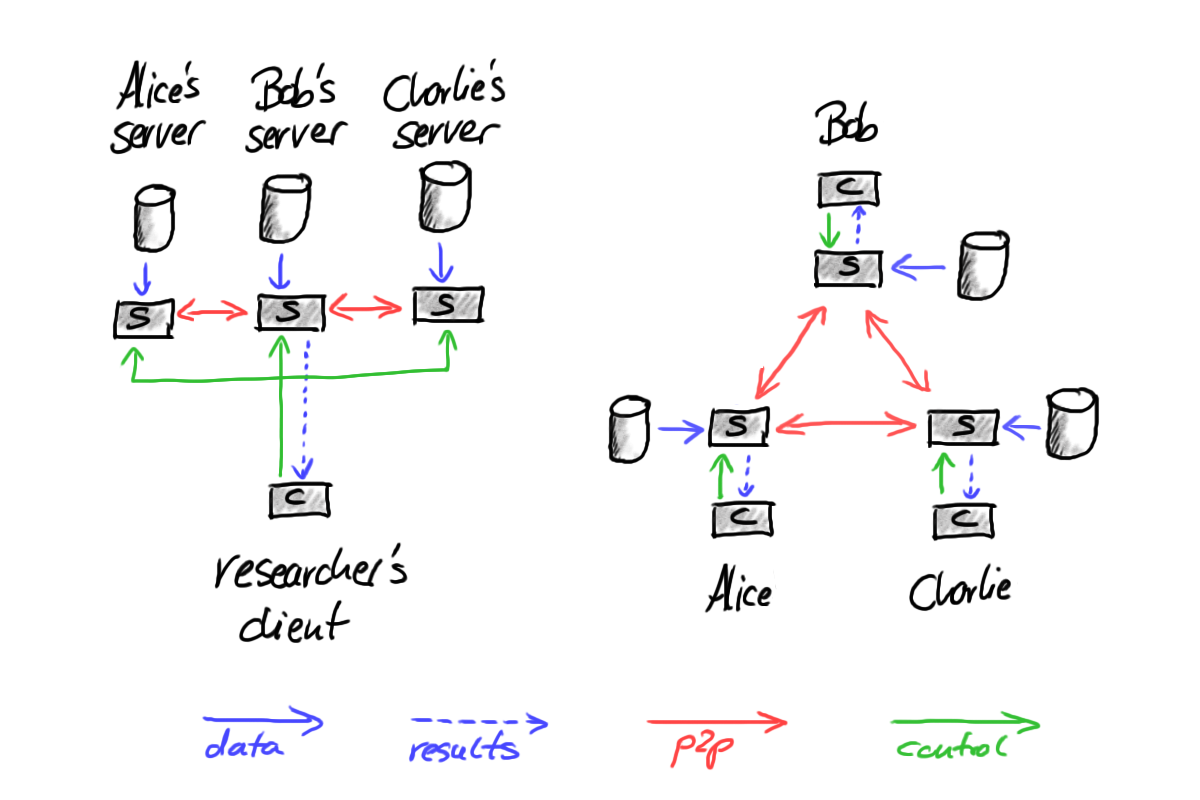 Alice's
server
Bob's
server
Charlie's
server
S
S
S
C
researcher's
client
Bob
C
S
S
S
C
C
Alice
Charlie
data
results
p2p
control